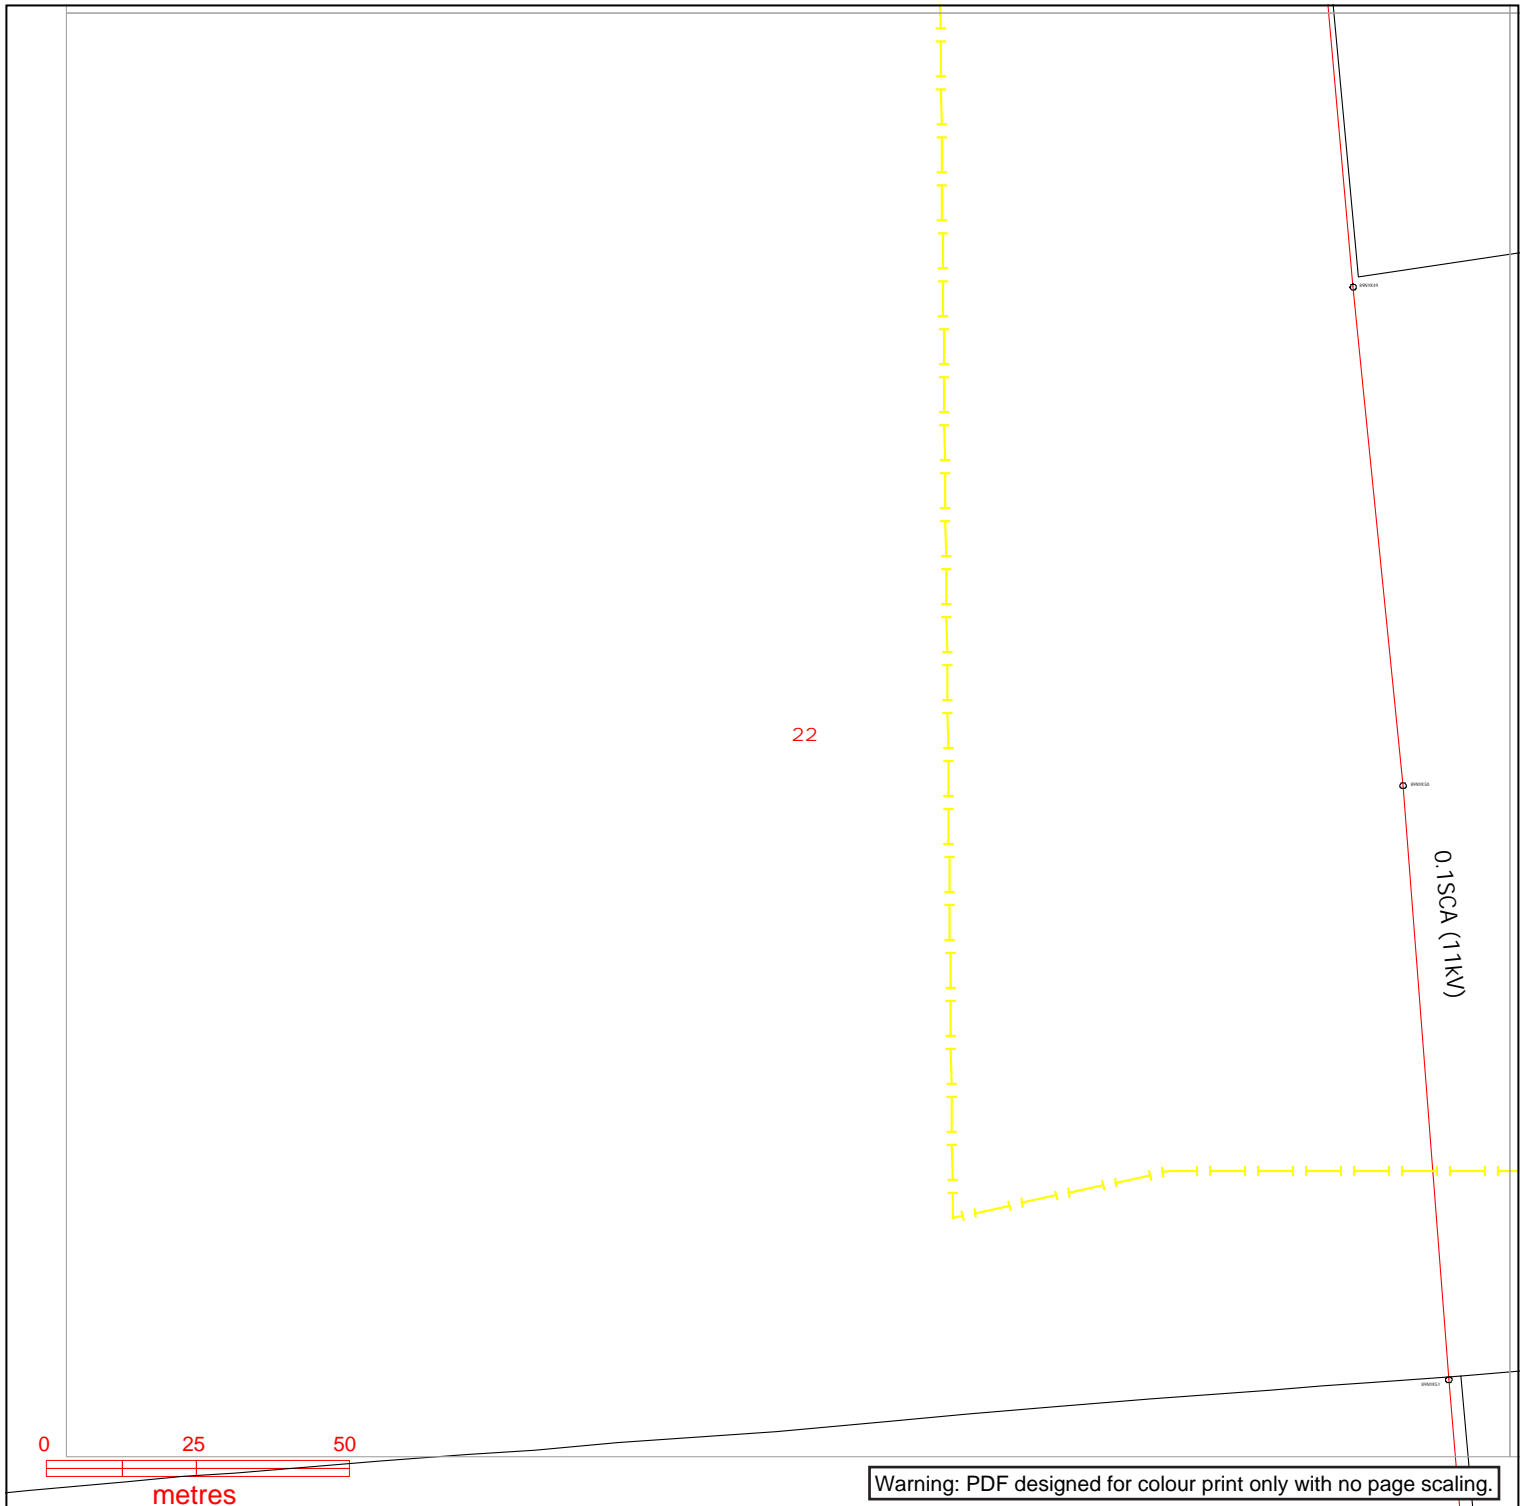 22
0.1SCA (11kV)
0 25 50
metres
Warning: PDF designed for colour print only with no page scaling.